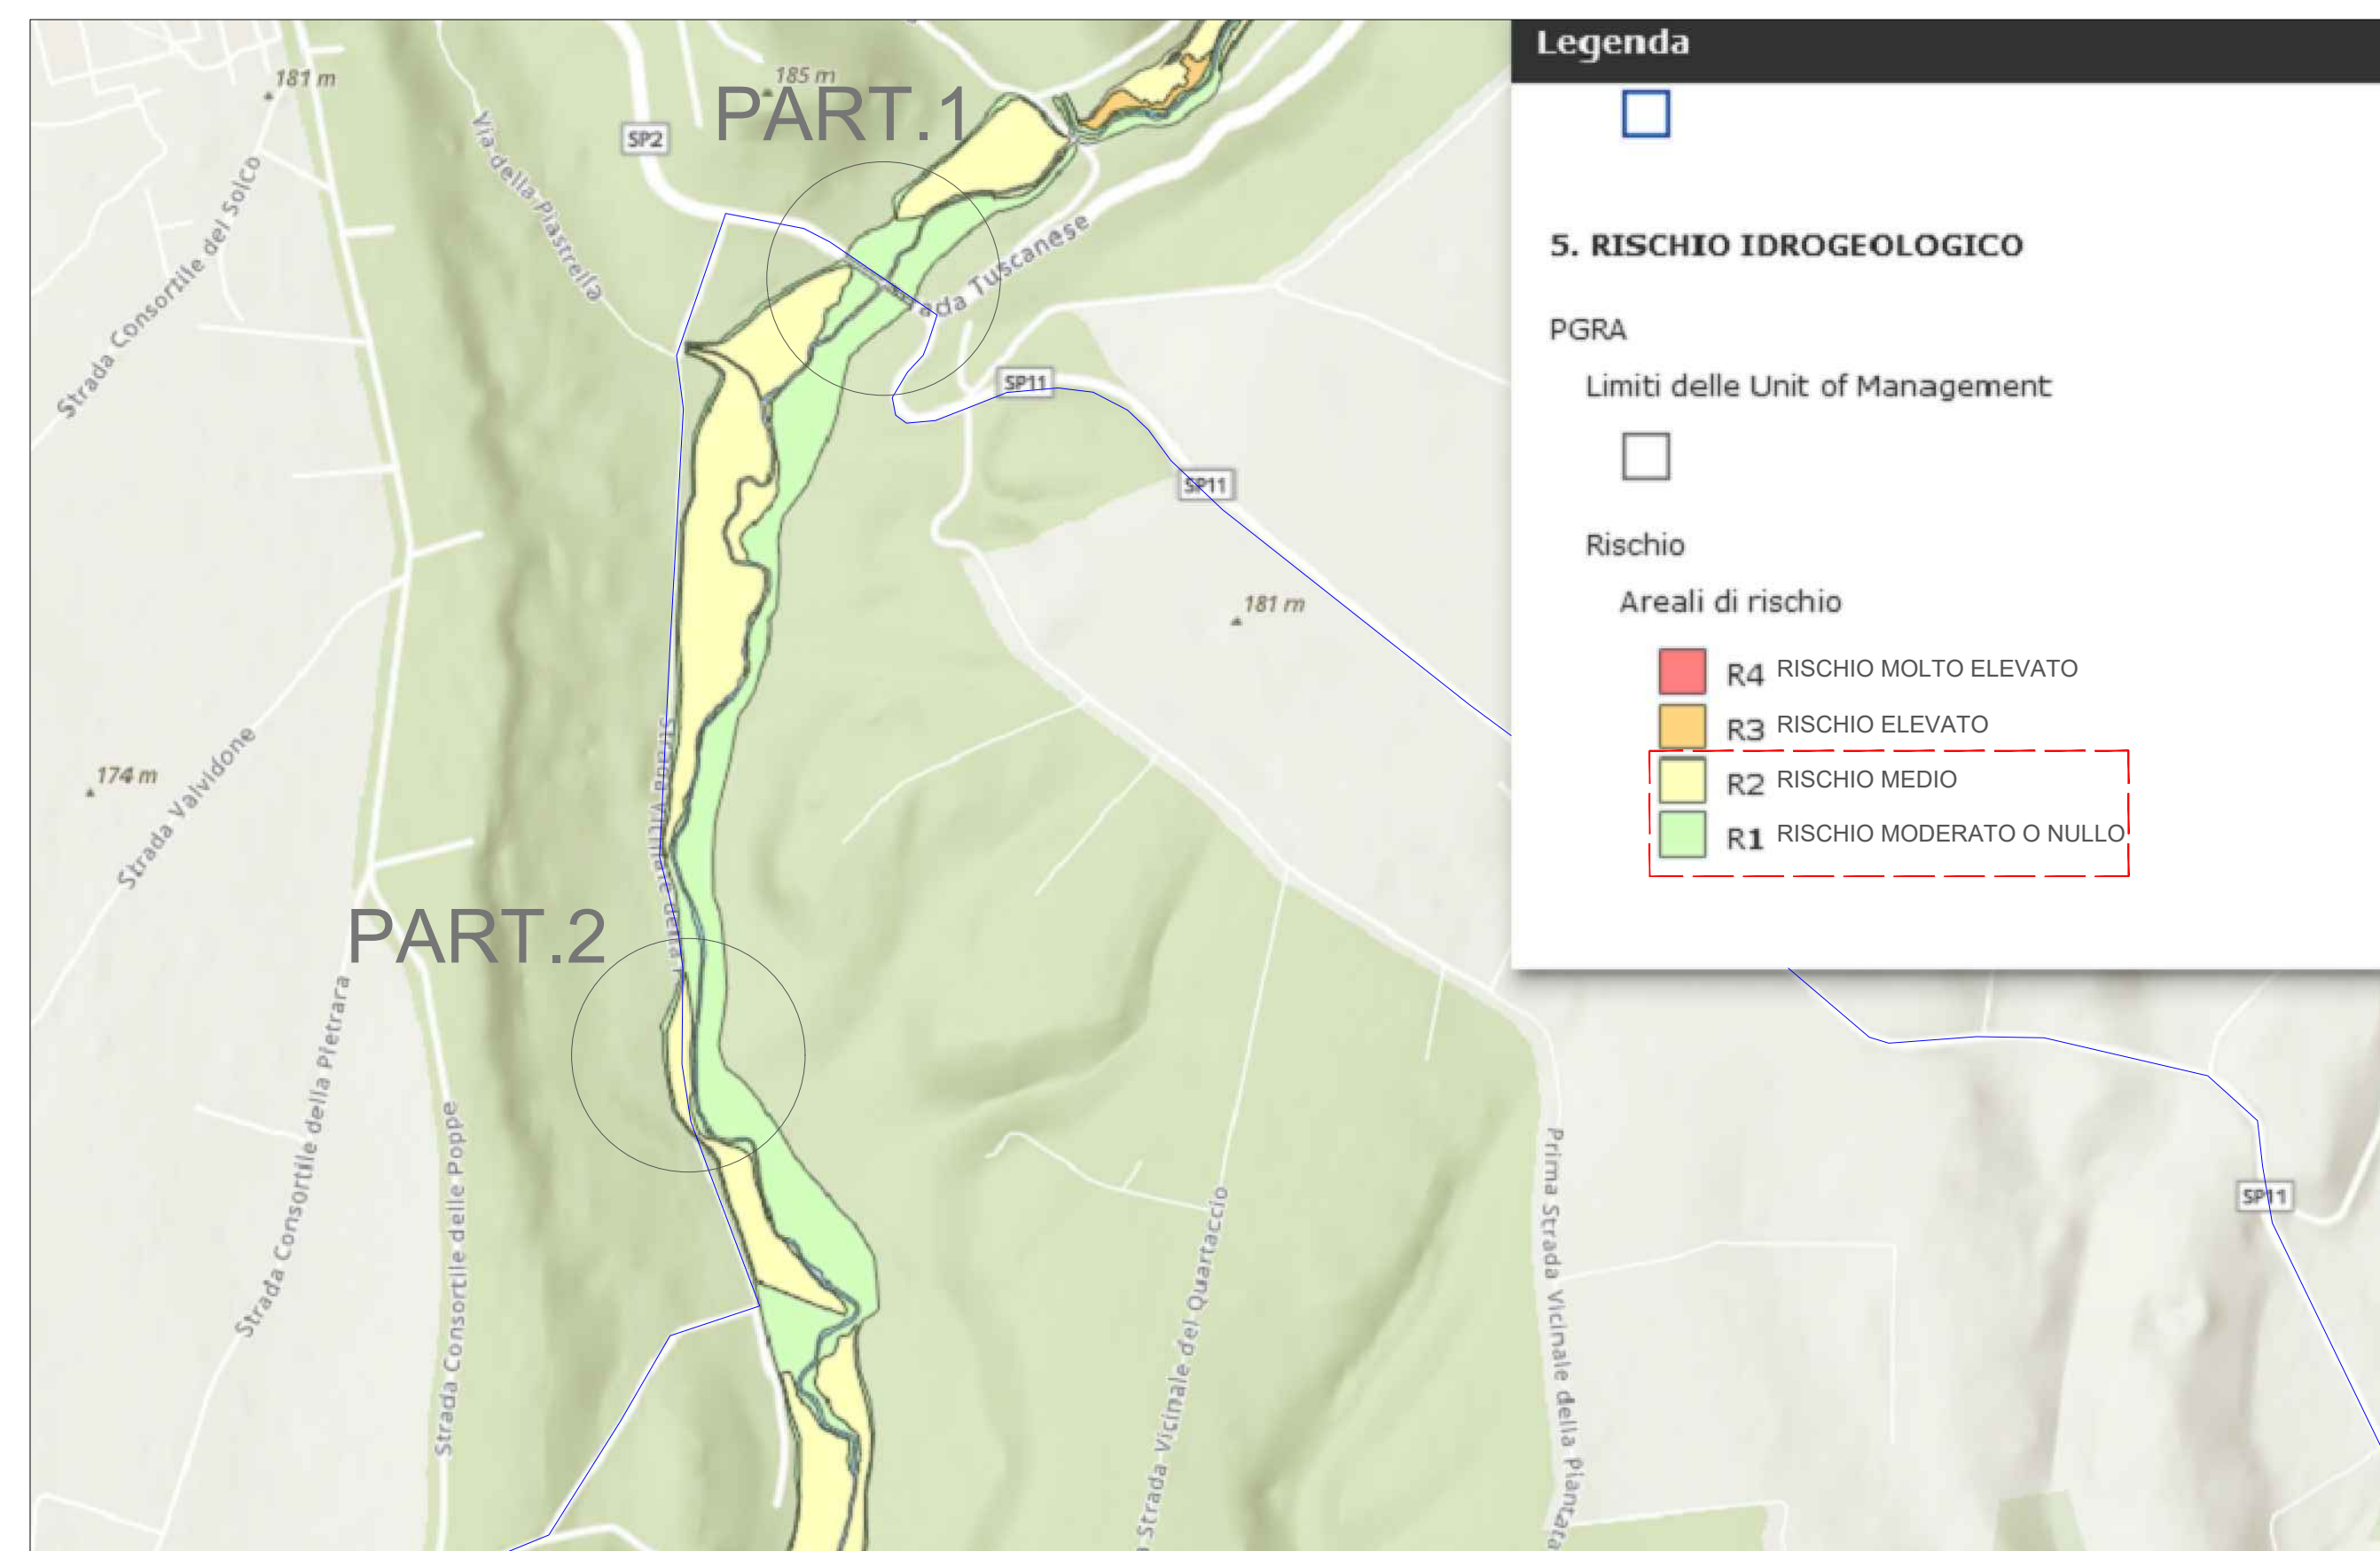 181 m
185 m
PART.1
SP2
Via della Piastrella
Strada Consortile del Solco
Strada Tuscanese
SP11
SP11
181 m
174 m
Strada Valvidone
Strada Vicinale della
PART.2
Strada Consortile della Pietrara
Strada Consortile delle Poppe
Strada Vicinale del Quartaccio
Prima Strada Vicinale della Piantata
SP11
Legenda
5. RISCHIO IDROGEOLOGICO
PGRA
Limiti delle Unit of Management
Rischio
Areali di rischio
R4 RISCHIO MOLTO ELEVATO
R3 RISCHIO ELEVATO
R2 RISCHIO MEDIO
R1 RISCHIO MODERATO O NULLO